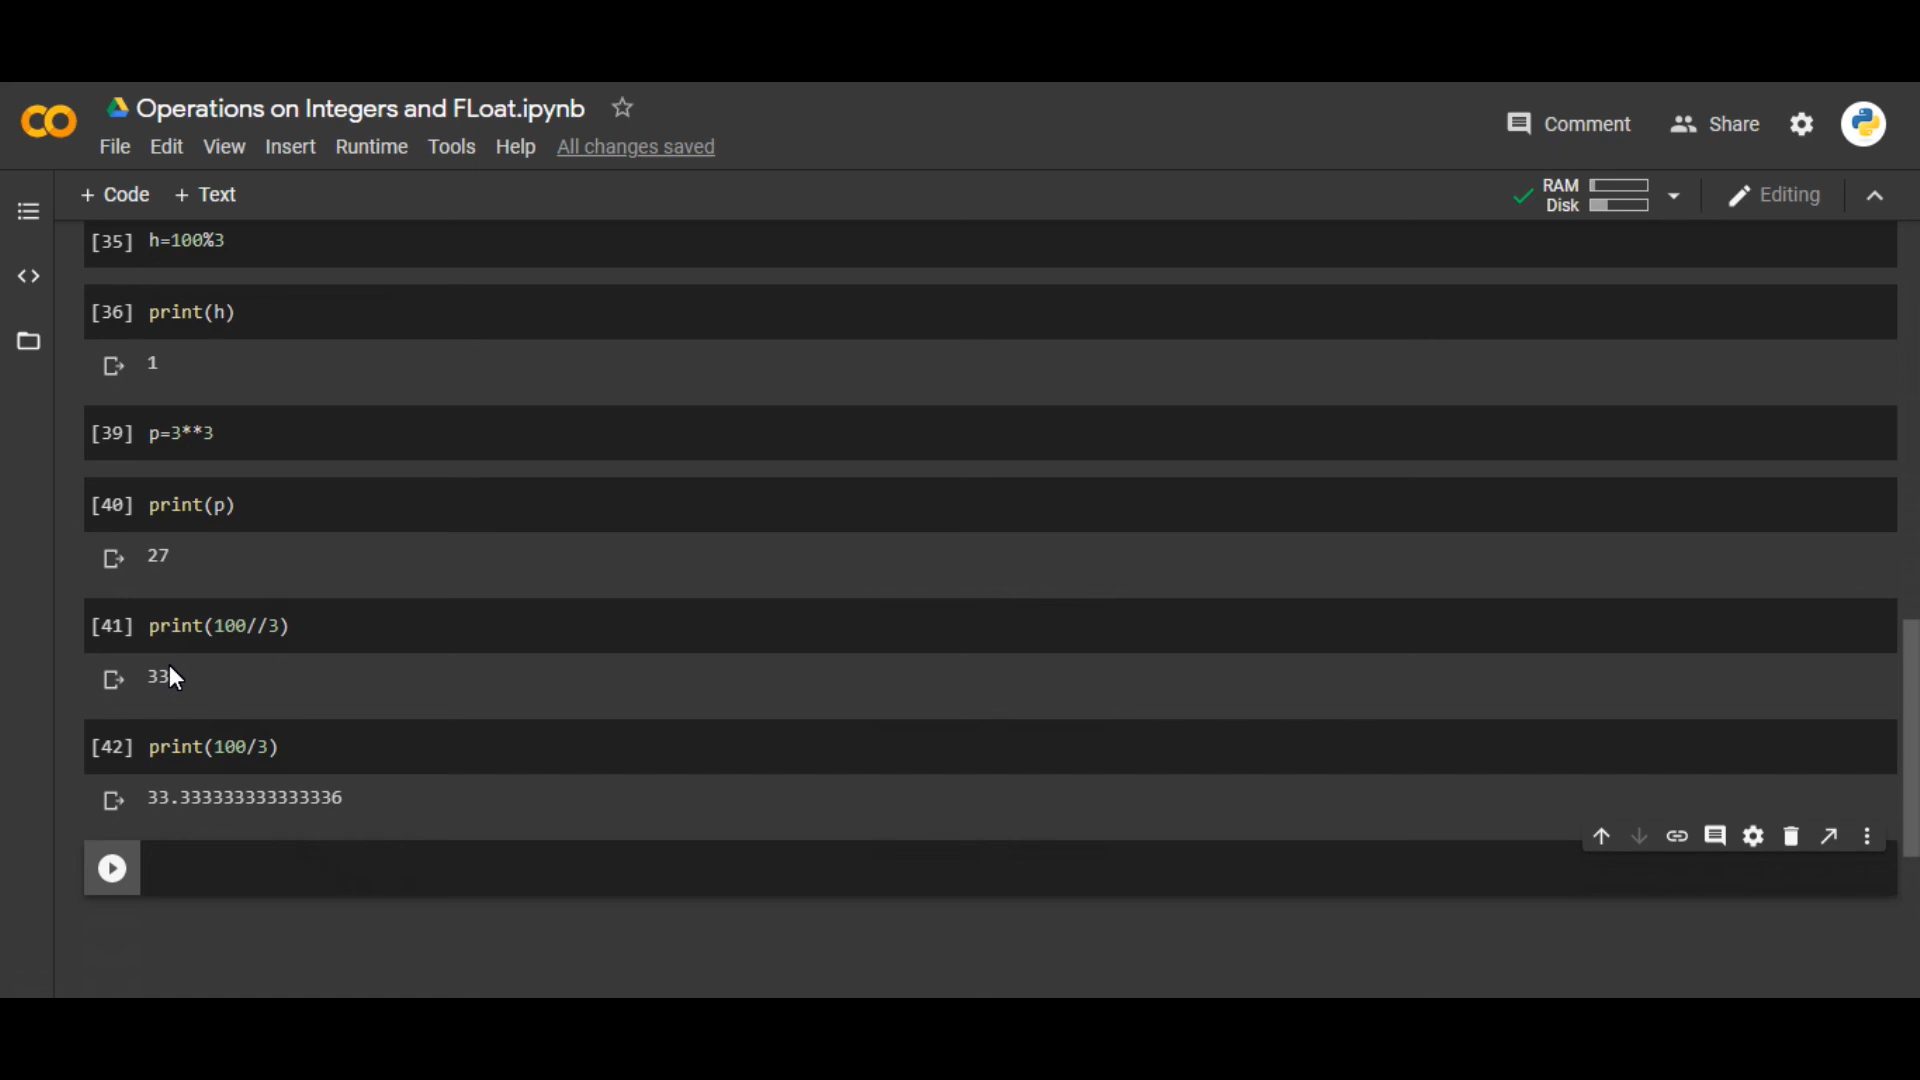 Operations on Integers and FLoat.ipynb
File Edit View Insert Runtime Tools Help All changes saved
Comment Share
+ Code + Text
RAM
Disk
Editing
[35] h=100%3
[36] print(h)
1
[39] p=3**3
[40] print(p)
27
[41] print(100//3)
33
[42] print(100/3)
33.333333333333336